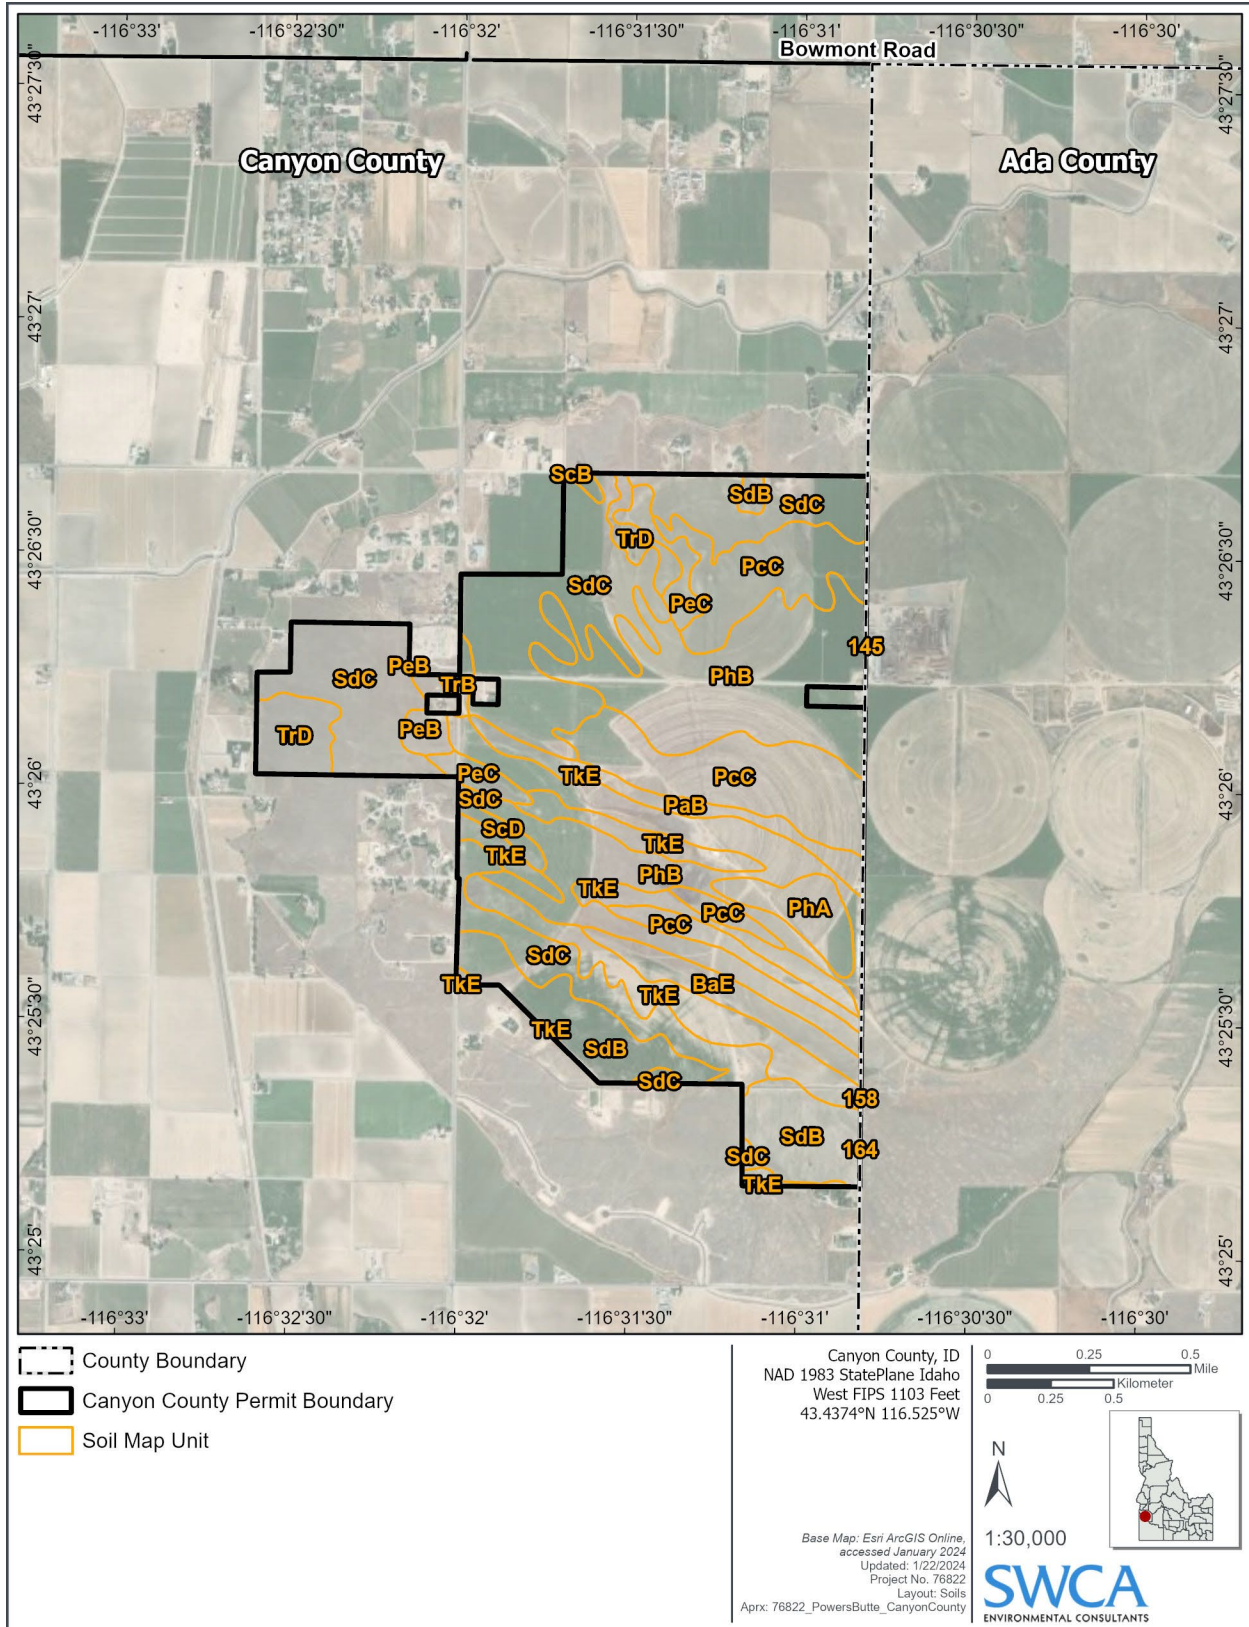 -116°33' -116°32'30" -116°32' -116°31'30" -116°31' -116°30'30" -116°30'
Bowmont Road
43°27'30" 43°27'30"
Canyon County Ada County
43°27' 43°27'
ScB
SdB
SdC
TrD
43°26'30" 43°26'30"
PcC
SdC
PeC
145
PeB
SdC PhB
TrB
PeB
TrD
PeC TkE PcC
43°26' 43°26'
SdC PaB
ScD
TkE TkE
PhB
TkE
PcC PhA
PcC
SdC
TkE BaE
TkE
43°25'30" 43°25'30"
TkE
SdB
SdC
158
SdB
164
SdC
TkE
43°25' 43°25'
-116°33' -116°32'30" -116°32' -116°31'30" -116°31' -116°30'30" -116°30'
County Boundary
Canyon County Permit Boundary
Soil Map Unit
Canyon County, ID
NAD 1983 StatePlane Idaho
West FIPS 1103 Feet
43.4374°N 116.525°W
Base Map: Esri ArcGIS Online,
accessed January 2024
Updated: 1/22/2024
Project No. 76822
Layout: Soils
Aprx: 76822_PowersButte_CanyonCounty
0 0.25 0.5
Mile
Kilometer
0 0.25 0.5
N
1:30,000
SWCA
ENVIRONMENTAL CONSULTANTS